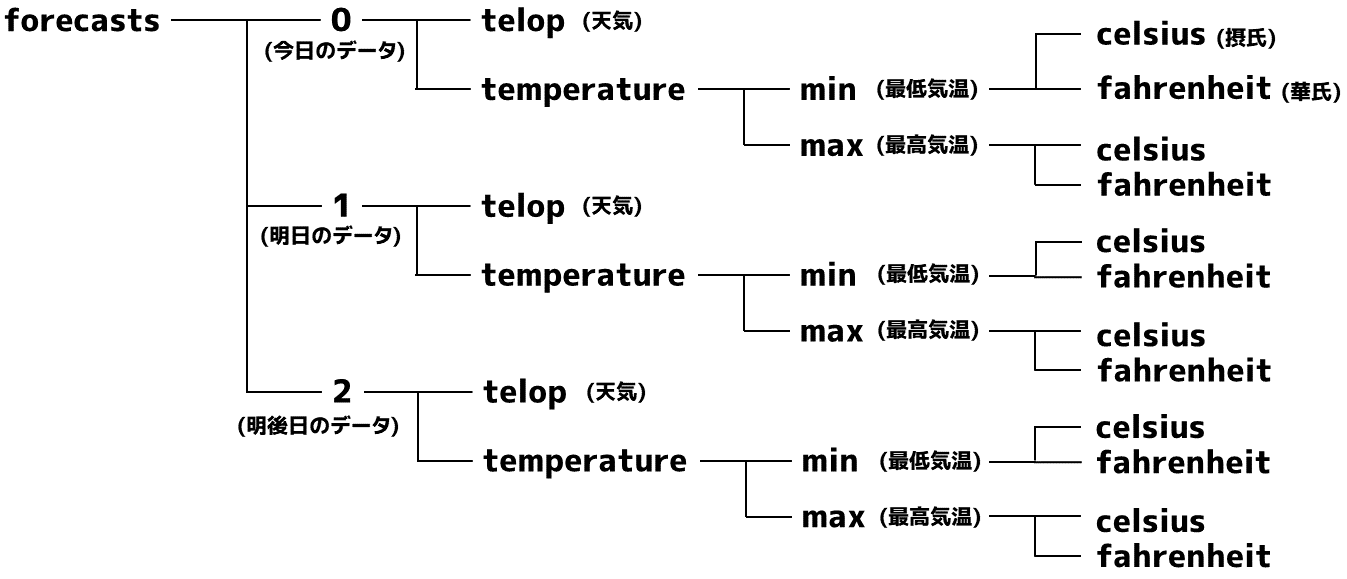 forecasts
0
(今日のデータ)
telop (天気)
temperature
min (最低気温)
celsius (摂氏)
fahrenheit (華氏)
max (最高気温)
celsius
fahrenheit
1
(明日のデータ)
telop (天気)
temperature
min (最低気温)
celsius
fahrenheit
max (最高気温)
celsius
fahrenheit
2
(明後日のデータ)
telop (天気)
temperature
min (最低気温)
celsius
fahrenheit
max (最高気温)
celsius
fahrenheit